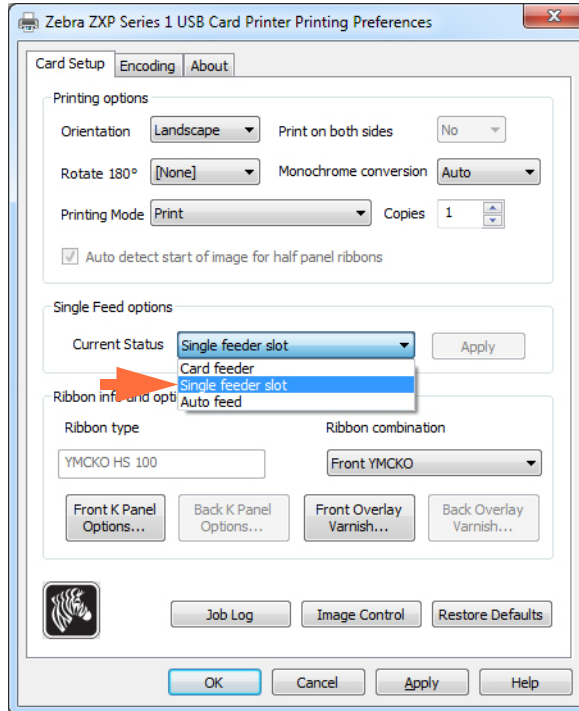 Zebra ZXP Series 1 USB Card Printer Printing Preferences
X
Card Setup Encoding About
Printing options
Orientation Landscape Print on both sides No
Rotate 180° [None] Monochrome conversion Auto
Printing Mode Print Copies 1
Auto detect start of image for half panel ribbons
Single Feed options
Current Status Single feeder slot Apply
Card feeder
Single feeder slot
Auto feed
Ribbon info and opti
Ribbon type Ribbon combination
YMCKO HS 100 Front YMCKO
Front K Panel Options... Back K Panel Options... Front Overlay Varnish... Back Overlay Varnish...
Job Log Image Control Restore Defaults
OK Cancel Apply Help